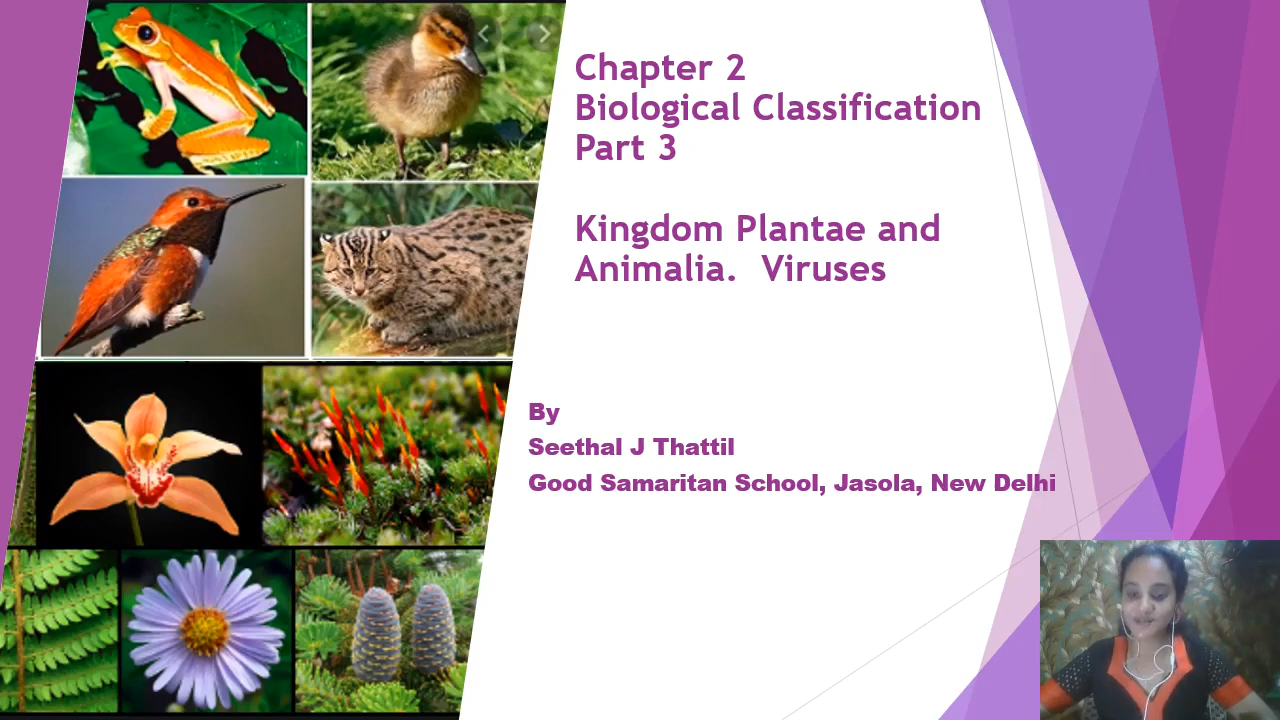 Chapter 2
Biological Classification
Part 3
Kingdom Plantae and
Animalia.  Viruses
By
Seethal J Thattil
Good Samaritan School, Jasola, New Delhi